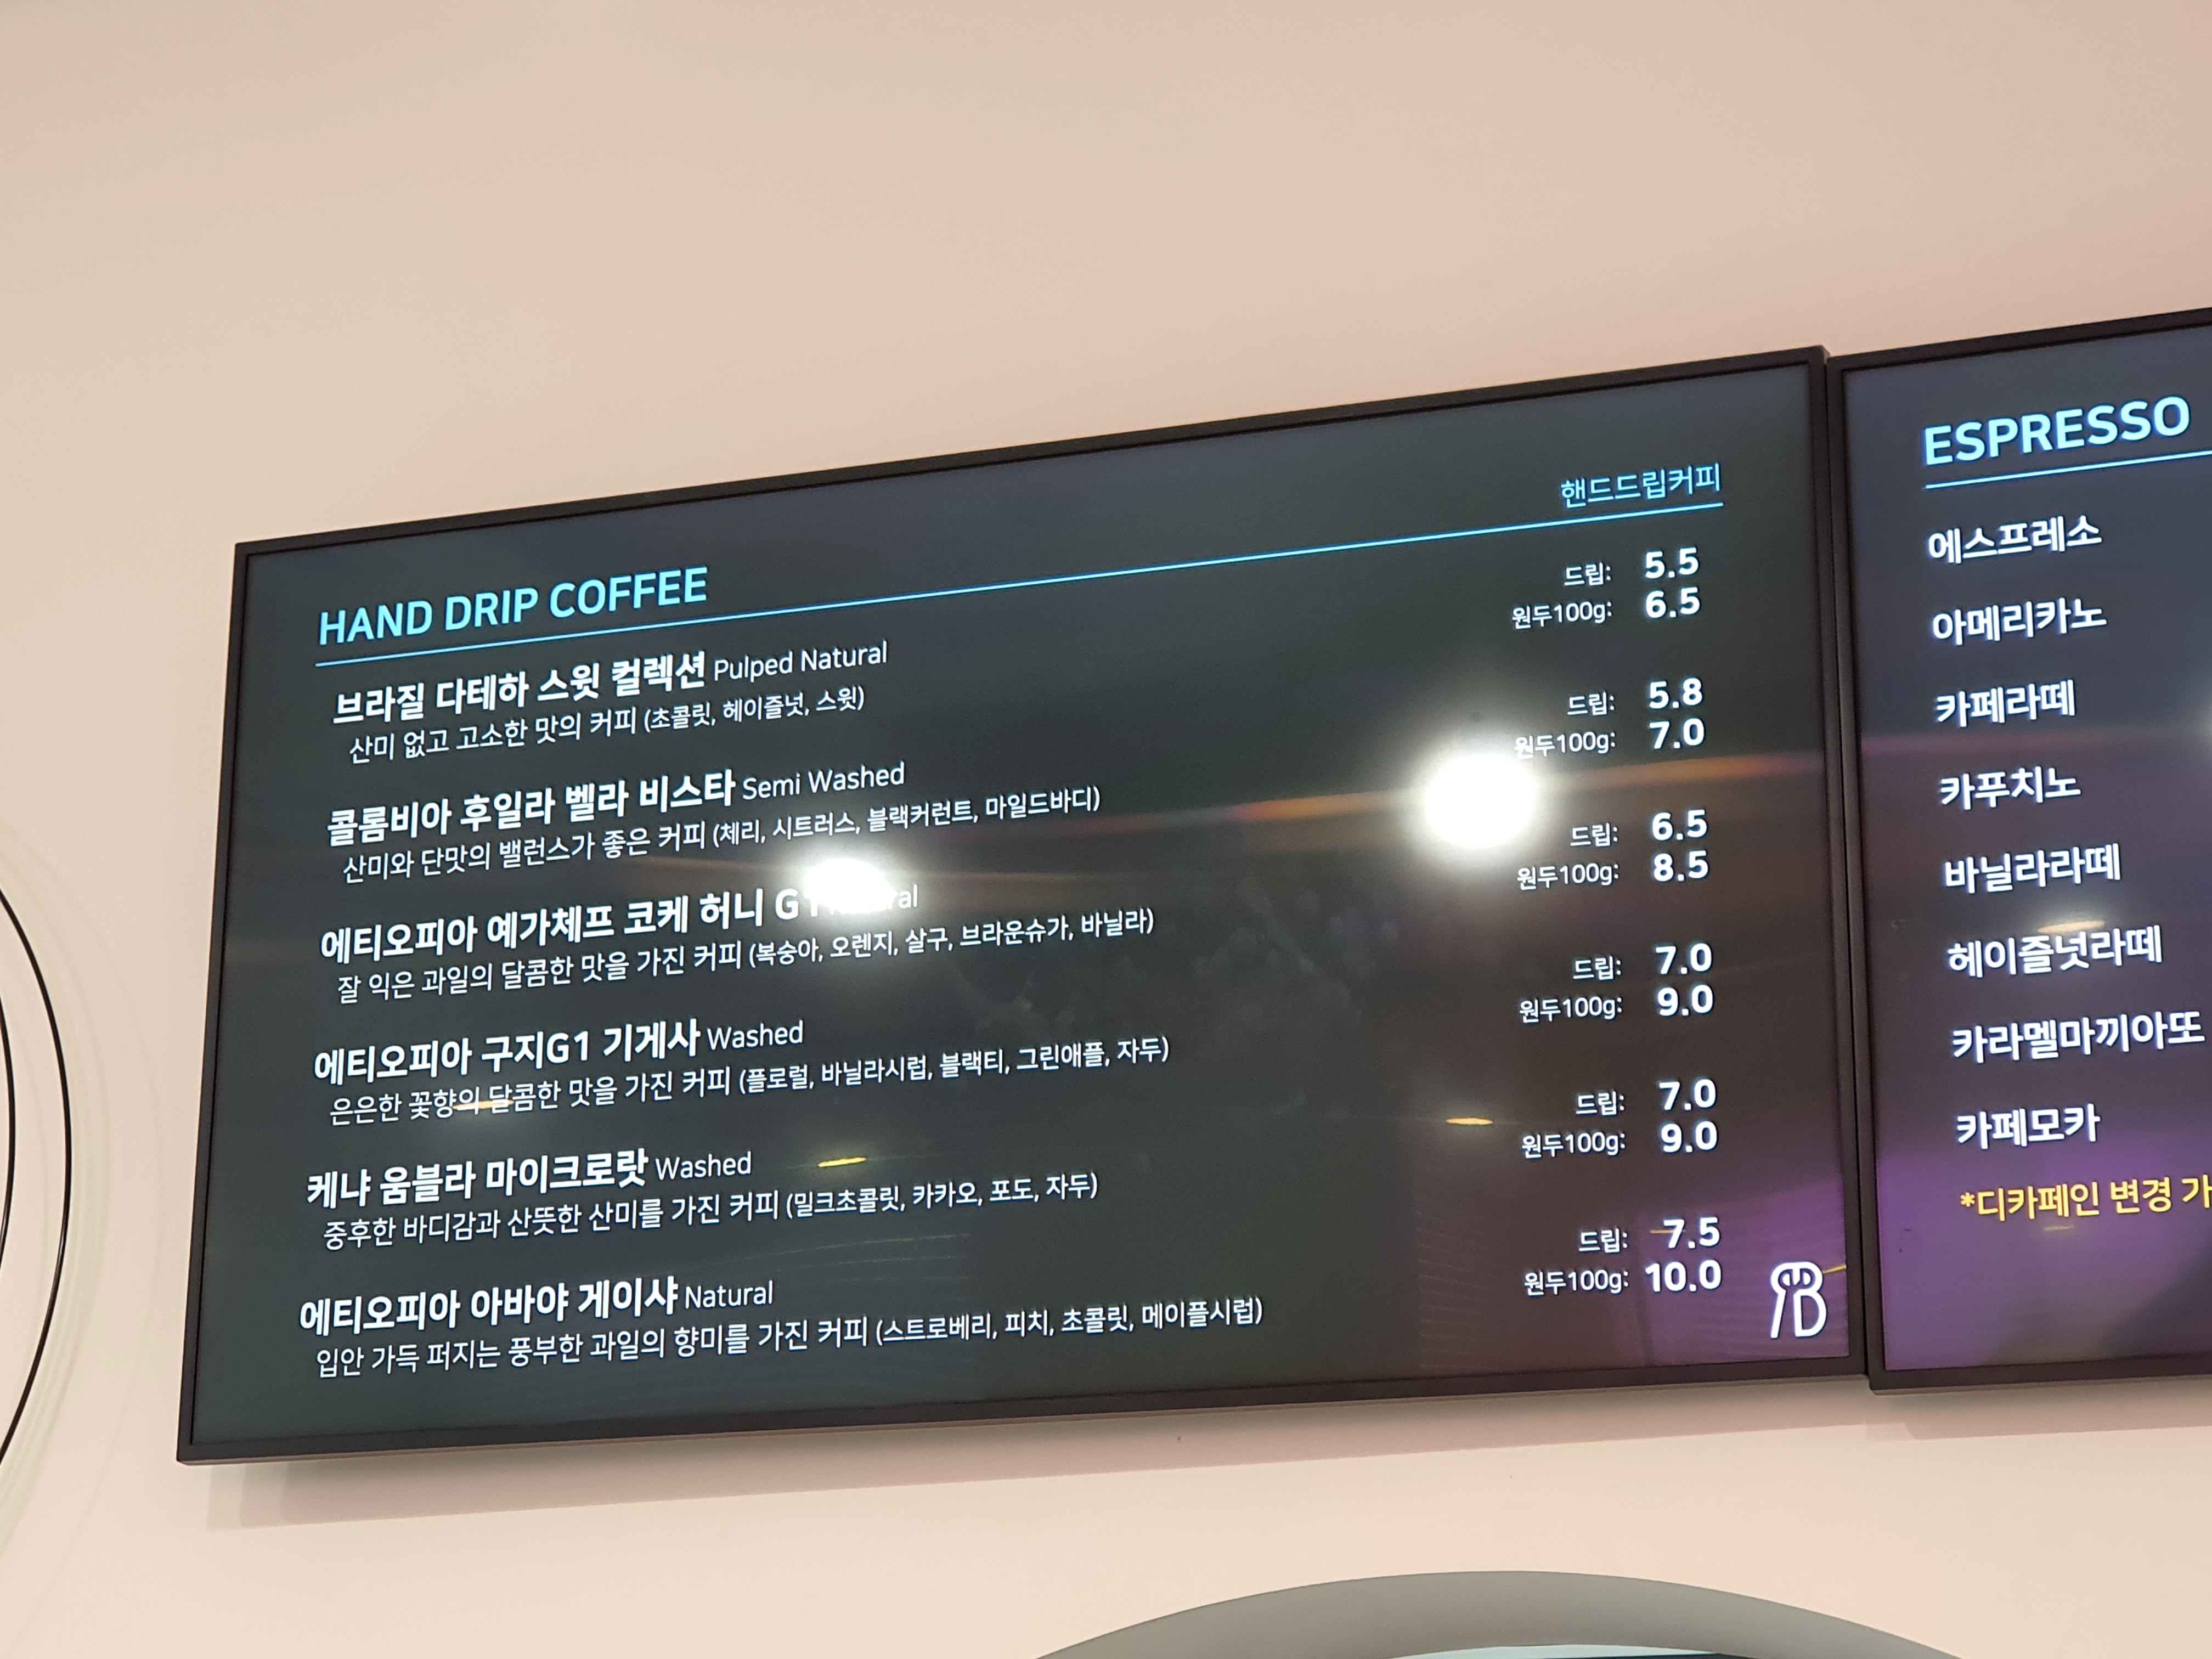 HAND DRIP COFFEE
핸드드립커피
브라질 다테하 스윗 컬렉션 Pulped Natural
산미 없고 고소한 맛의 커피 (초콜릿, 헤이즐넛, 스윗)
드립: 5.5
원두100g: 6.5
콜롬비아 후일라 벨라 비스타 Semi Washed
산미와 단맛의 밸런스가 좋은 커피 (체리, 시트러스, 블랙커런트, 마일드바디)
드립: 5.8
원두100g: 7.0
에티오피아 예가체프 코케 허니 G1
잘 익은 과일의 달콤한 맛을 가진 커피 (복숭아, 오렌지, 살구, 브라운슈가, 바닐라)
드립: 6.5
원두100g: 8.5
에티오피아 구지G1 기게사 Washed
은은한 꽃향의 달콤한 맛을 가진 커피 (플로럴, 바닐라시럽, 블랙티, 그린애플, 자두)
드립: 7.0
원두100g: 9.0
케냐 움블라 마이크로랏 Washed
중후한 바디감과 산뜻한 산미를 가진 커피 (밀크초콜릿, 카카오, 포도, 자두)
드립: 7.0
원두100g: 9.0
에티오피아 아바야 게이샤 Natural
입안 가득 퍼지는 풍부한 과일의 향미를 가진 커피 (스트로베리, 피치, 초콜릿, 메이플시럽)
드립: 7.5
원두100g: 10.0
ESPRESSO
에스프레소
아메리카노
카페라떼
카푸치노
바닐라라떼
헤이즐넛라떼
카라멜마끼아또
카페모카
*디카페인 변경 가